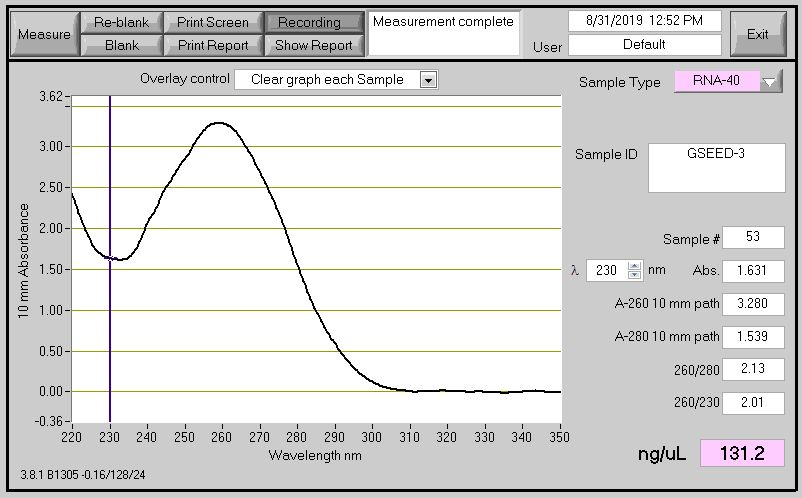 Measure
Re-blank
Print Screen
Recording
Blank
Print Report
Show Report
Measurement complete
8/31/2019 12:52 PM
User
Default
Exit
Overlay control
Clear graph each Sample
Sample Type
RNA-40
3.62
3.00
2.50
2.00
1.50
1.00
0.50
0.00
-0.36
10 mm Absorbance
220 230 240 250 260 270 280 290 300 310 320 330 340 350
Wavelength nm
3.8.1 B1305 -0.16/128/24
Sample ID
GSEED-3
Sample #
53
λ 230 nm
Abs.
1.631
A-260 10 mm path
3.280
A-280 10 mm path
1.539
260/280
2.13
260/230
2.01
ng/uL
131.2